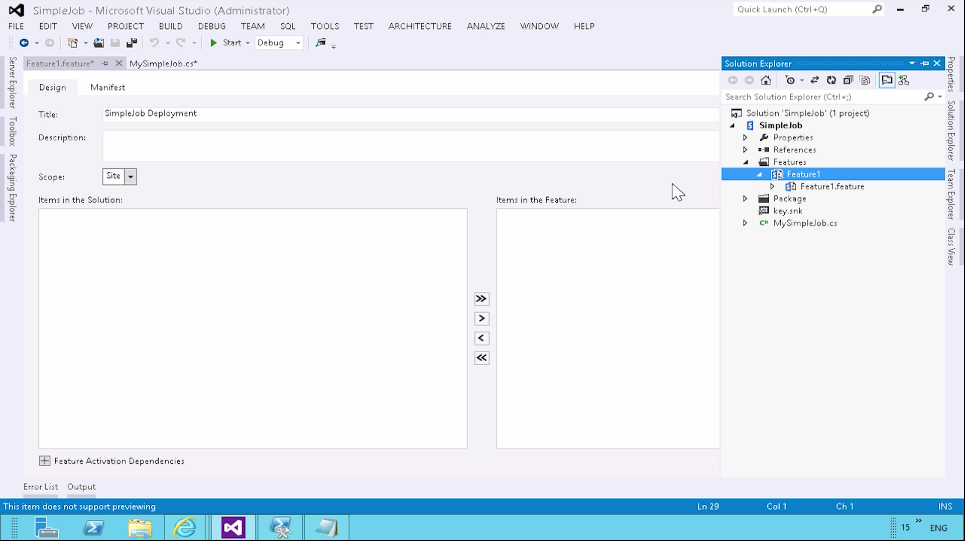 SimpleJob - Microsoft Visual Studio (Administrator)
Quick Launch (Ctrl+Q)
FILE EDIT VIEW PROJECT BUILD DEBUG TEAM SQL TOOLS TEST ARCHITECTURE ANALYZE WINDOW HELP
Start Debug
Server Explorer
Toolbox
Packaging Explorer
Feature1.feature* MySimpleJob.cs*
Design Manifest
Title: SimpleJob Deployment
Description:
Scope: Site
Items in the Solution: Items in the Feature:
Feature Activation Dependencies
Solution Explorer
Search Solution Explorer (Ctrl+;)
Solution 'SimpleJob' (1 project)
SimpleJob
Properties
References
Features
Feature1
Feature1.feature
Package
key.snk
MySimpleJob.cs
Properties
Solution Explorer
Team Explorer
Class View
Error List Output
This item does not support previewing Ln 29 Col 1 Ch 1 INS
15 ENG